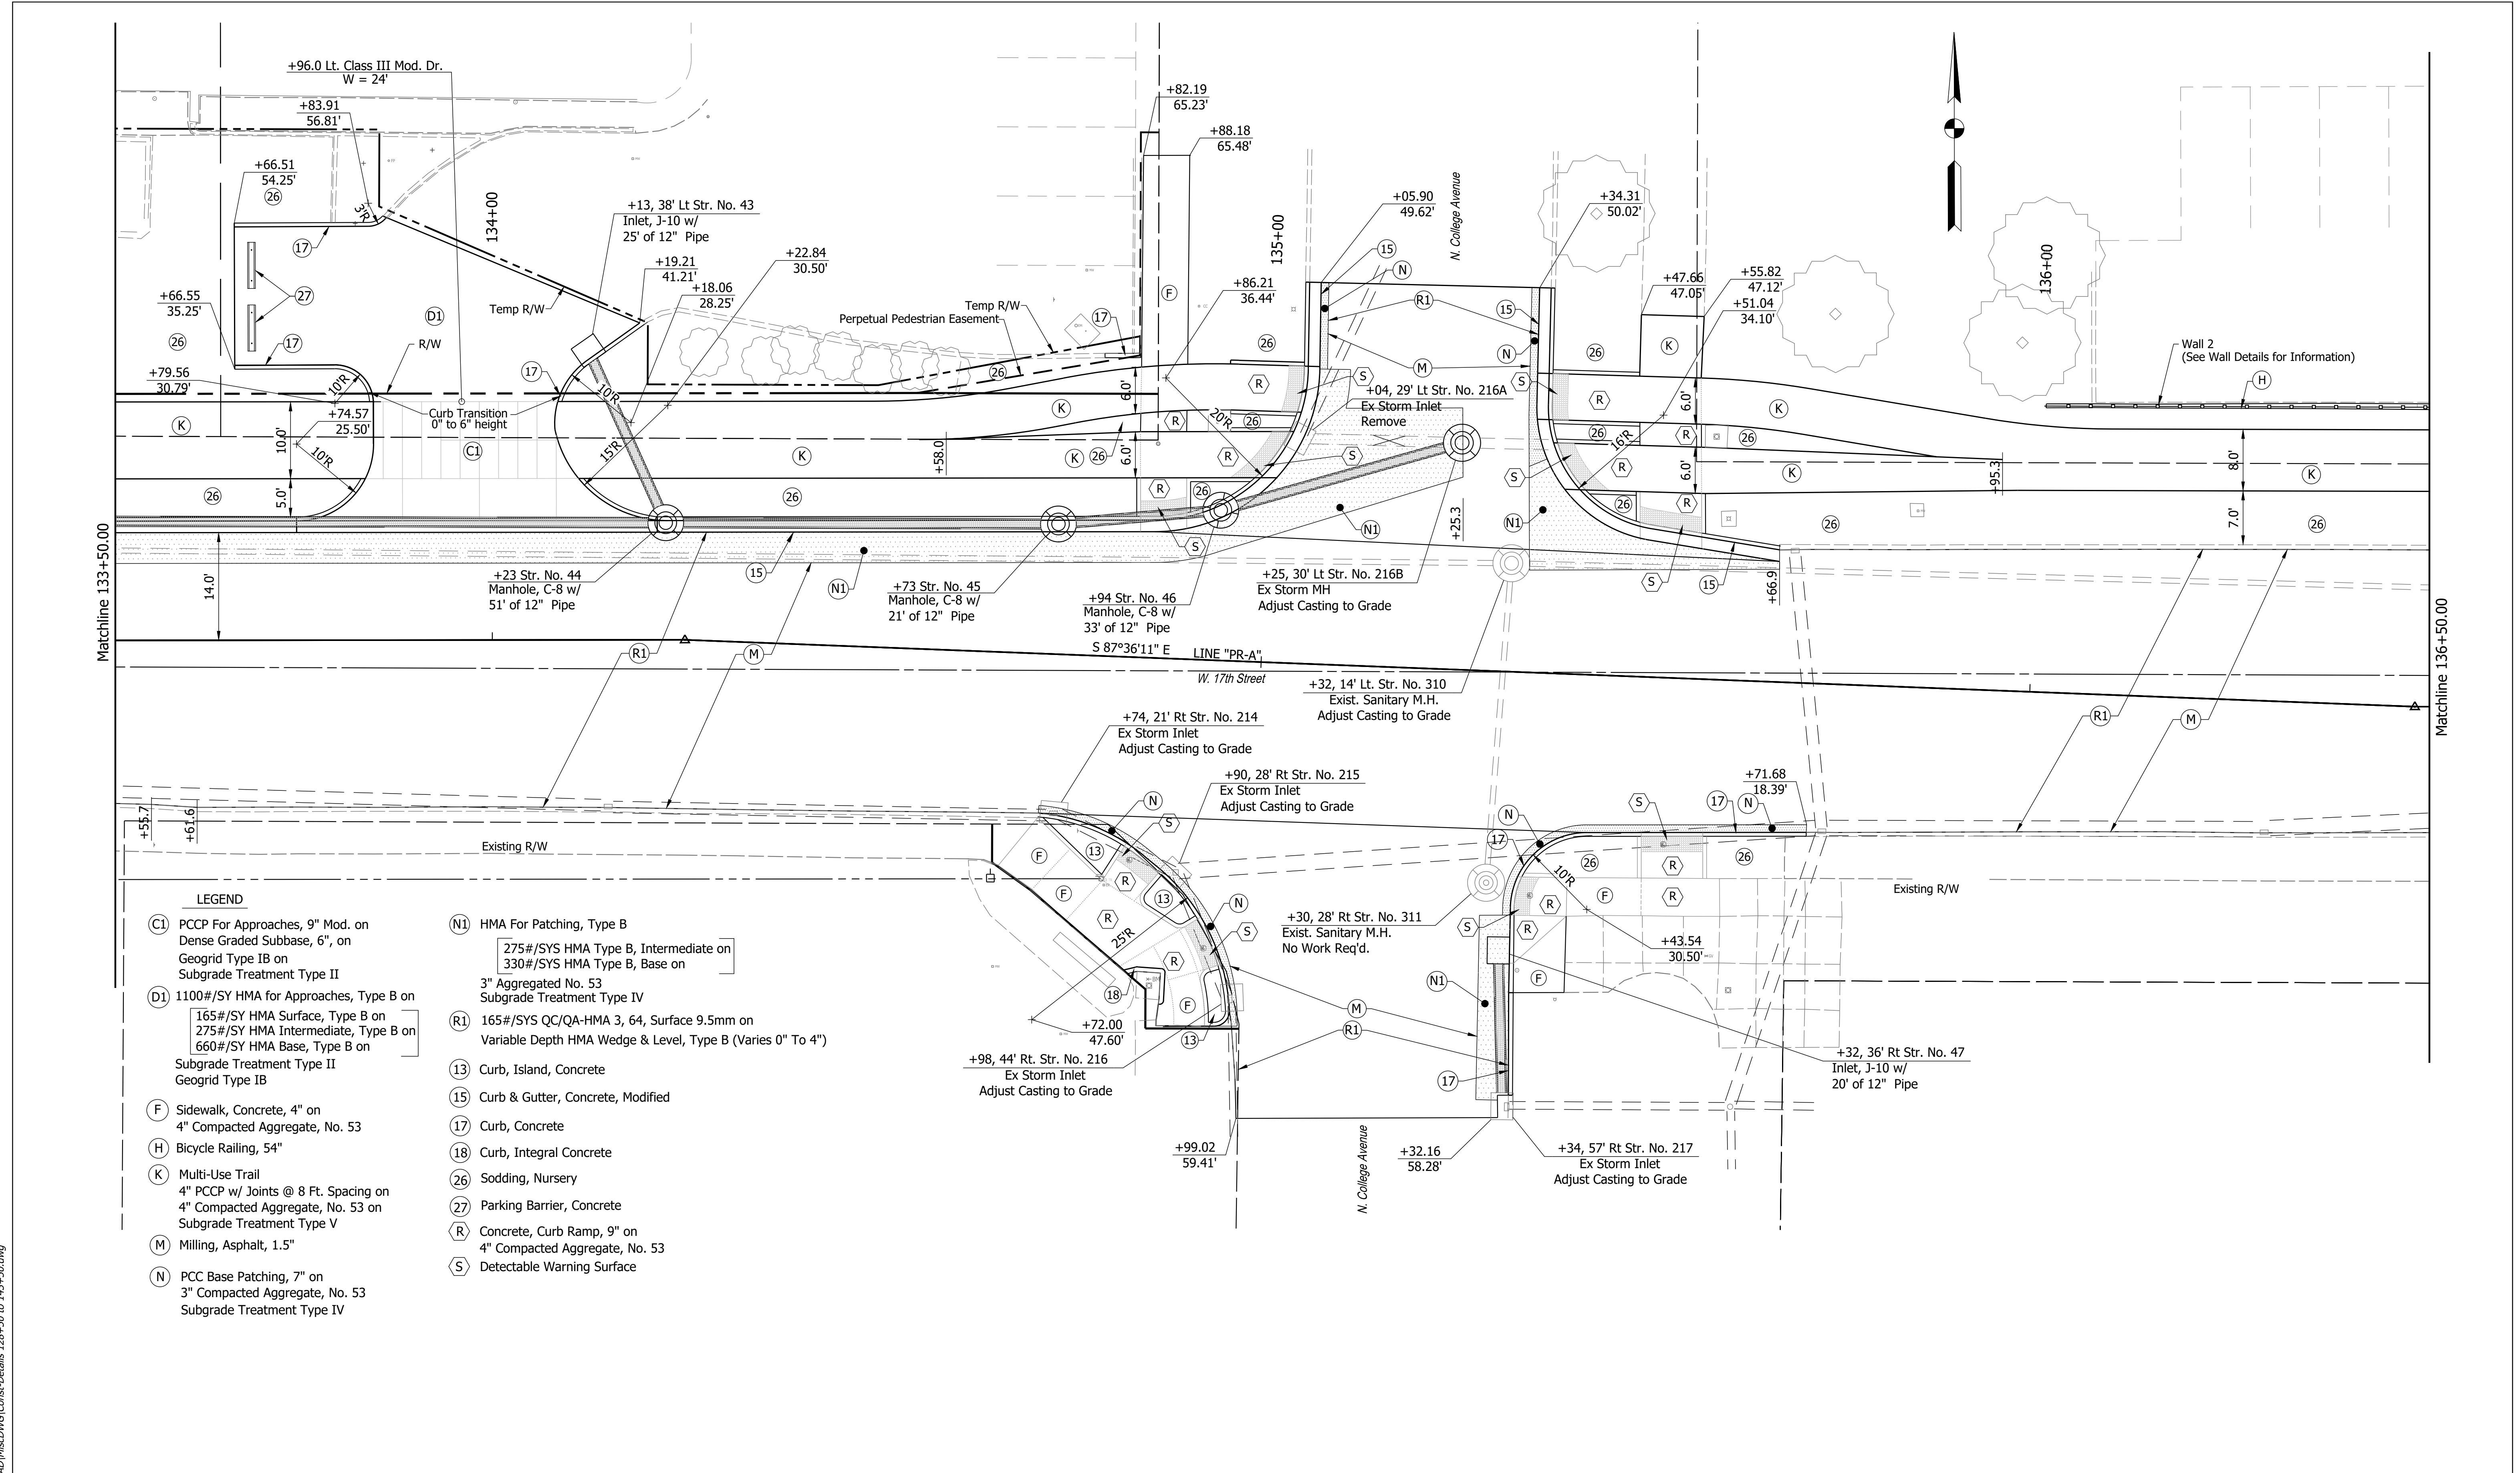 +96.0 Lt. Class III Mod. Dr.
W = 24'
+83.91
56.81'
+66.51
54.25'
26
3'R
17
27
+66.55
35.25'
26
D1
17
R/W
+79.56
30.79'
10'R
K
+74.57
25.50'
10.0'
10'R
Curb Transition
0" to 6" height
C1
26
5.0'
14.0'
Matchline 133+50.00
134+00
+13, 38' Lt Str. No. 43
Inlet, J-10 w/
25' of 12" Pipe
+19.21
41.21'
+18.06
28.25'
+22.84
30.50'
Temp R/W
17
10'R
15'R
K
26
Temp R/W
Perpetual Pedestrian Easement
26
17
+58.0
K
K
26
6.0'
6.0'
+82.19
65.23'
+88.18
65.48'
F
+86.21
36.44'
135+00
26
R
R
26
20'R
R
R
26
S
S
S
+05.90
49.62'
15
N
R1
M
N. College Avenue
+04, 29' Lt Str. No. 216A
Ex Storm Inlet
Remove
+34.31
50.02'
15
N
S
26
+47.66
47.05'
+55.82
47.12'
+51.04
34.10'
K
R
26
R
26
16'R
R
S
R
26
6.0'
6.0'
K
K
+95.3
136+00
Wall 2
(See Wall Details for Information)
H
8.0'
K
7.0'
26
26
N1
N1
+25.3
+66.9
S
15
+23 Str. No. 44
Manhole, C-8 w/
51' of 12" Pipe
15
N1
+73 Str. No. 45
Manhole, C-8 w/
21' of 12" Pipe
+94 Str. No. 46
Manhole, C-8 w/
33' of 12" Pipe
+25, 30' Lt Str. No. 216B
Ex Storm MH
Adjust Casting to Grade
R1
M
S 87°36'11" E
LINE "PR-A"
W. 17th Street
+32, 14' Lt. Str. No. 310
Exist. Sanitary M.H.
Adjust Casting to Grade
R1
M
Matchline 136+50.00
+74, 21' Rt Str. No. 214
Ex Storm Inlet
Adjust Casting to Grade
+90, 28' Rt Str. No. 215
Ex Storm Inlet
Adjust Casting to Grade
+55.7
+61.6
Existing R/W
N
S
13
F
R
F
13
R
N
S
25'R
R
18
F
13
+72.00
47.60'
+98, 44' Rt. Str. No. 216
Ex Storm Inlet
Adjust Casting to Grade
M
R1
+99.02
59.41'
N. College Avenue
+30, 28' Rt Str. No. 311
Exist. Sanitary M.H.
No Work Req'd.
N
17
26
10'R
S
17
N
+71.68
18.39'
R
26
R
F
R
S
R
F
N1
17
+43.54
30.50'
Existing R/W
+32, 36' Rt Str. No. 47
Inlet, J-10 w/
20' of 12" Pipe
+32.16
58.28'
+34, 57' Rt Str. No. 217
Ex Storm Inlet
Adjust Casting to Grade
LEGEND
C1 PCCP For Approaches, 9" Mod. on
Dense Graded Subbase, 6", on
Geogrid Type IB on
Subgrade Treatment Type II
D1 1100#/SY HMA for Approaches, Type B on
165#/SY HMA Surface, Type B on
275#/SY HMA Intermediate, Type B on
660#/SY HMA Base, Type B on
Subgrade Treatment Type II
Geogrid Type IB
F Sidewalk, Concrete, 4" on
4" Compacted Aggregate, No. 53
H Bicycle Railing, 54"
K Multi-Use Trail
4" PCCP w/ Joints @ 8 Ft. Spacing on
4" Compacted Aggregate, No. 53 on
Subgrade Treatment Type V
M Milling, Asphalt, 1.5"
N PCC Base Patching, 7" on
3" Compacted Aggregate, No. 53
Subgrade Treatment Type IV
N1 HMA For Patching, Type B
275#/SYS HMA Type B, Intermediate on
330#/SYS HMA Type B, Base on
3" Aggregated No. 53
Subgrade Treatment Type IV
R1 165#/SYS QC/QA-HMA 3, 64, Surface 9.5mm on
Variable Depth HMA Wedge & Level, Type B (Varies 0" To 4")
13 Curb, Island, Concrete
15 Curb & Gutter, Concrete, Modified
17 Curb, Concrete
18 Curb, Integral Concrete
26 Sodding, Nursery
27 Parking Barrier, Concrete
R Concrete, Curb Ramp, 9" on
4" Compacted Aggregate, No. 53
S Detectable Warning Surface